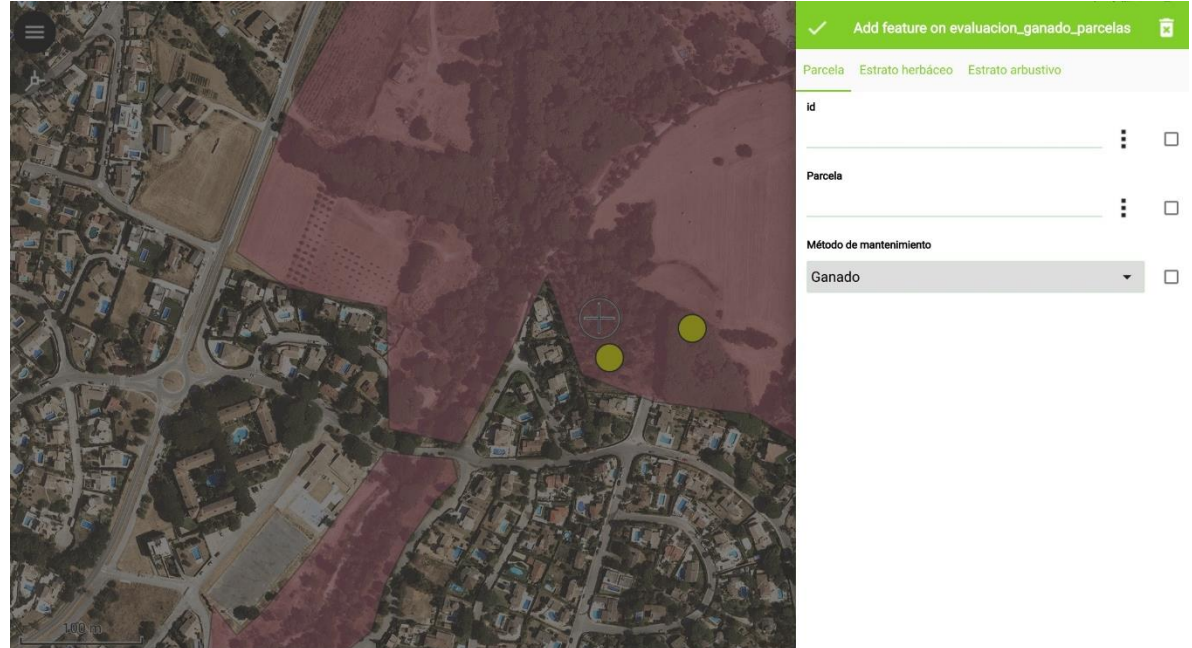 Add feature on evaluacion_ganado_parcelas
Parcela Estrato herbáceo Estrato arbustivo
id
Parcela
Método de mantenimiento
Ganado
100 m